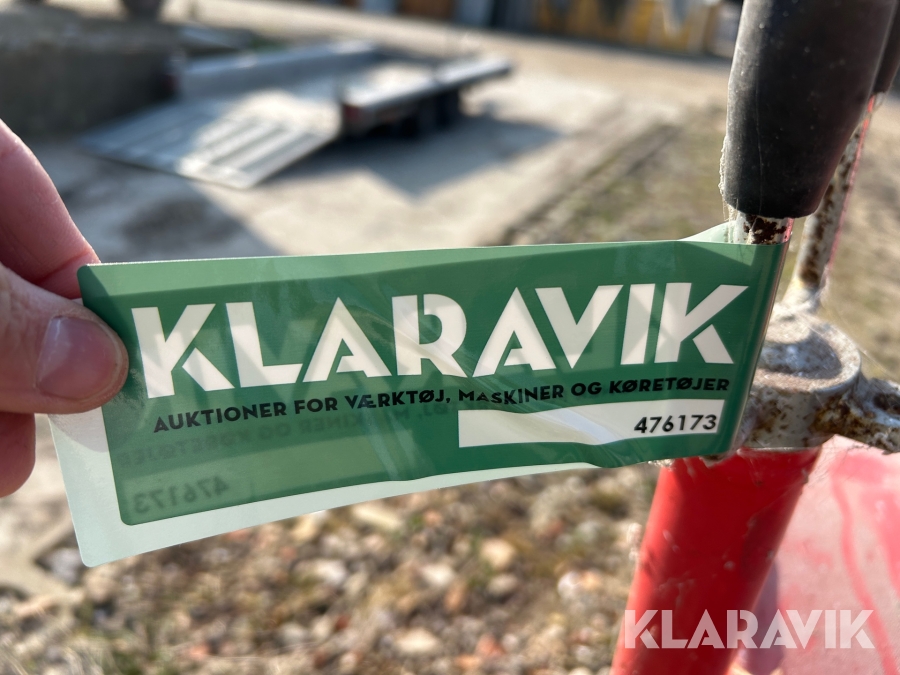 KLARAVIK
AUKTIONER FOR VÆRKTØJ, MASKINER OG KØRETØJER
476173
KLARAVIK